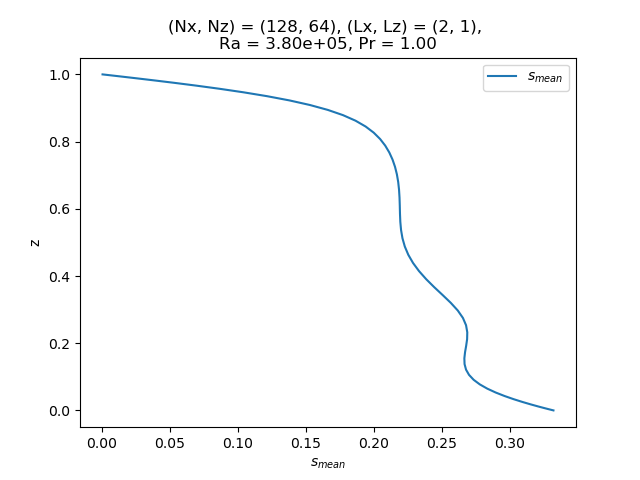 (Nx, Nz) = (128, 64), (Lx, Lz) = (2, 1),
Ra = 3.80e+05, Pr = 1.00
s_mean
1.0
0.8
0.6
0.4
0.2
0.0
z
0.00 0.05 0.10 0.15 0.20 0.25 0.30
s_mean